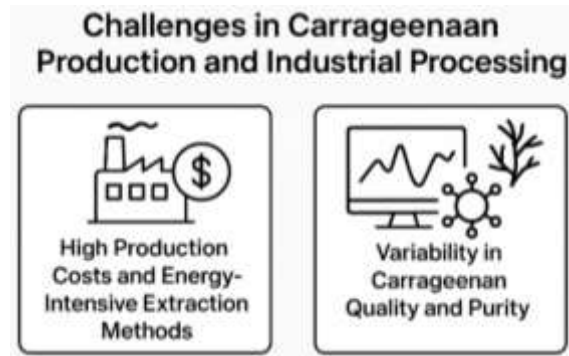 Challenges in Carrageenaan
Production and Industrial Processing
$
High Production
Costs and Energy-
Intensive Extraction
Methods
Variability in
Carrageenan
Quality and Purity